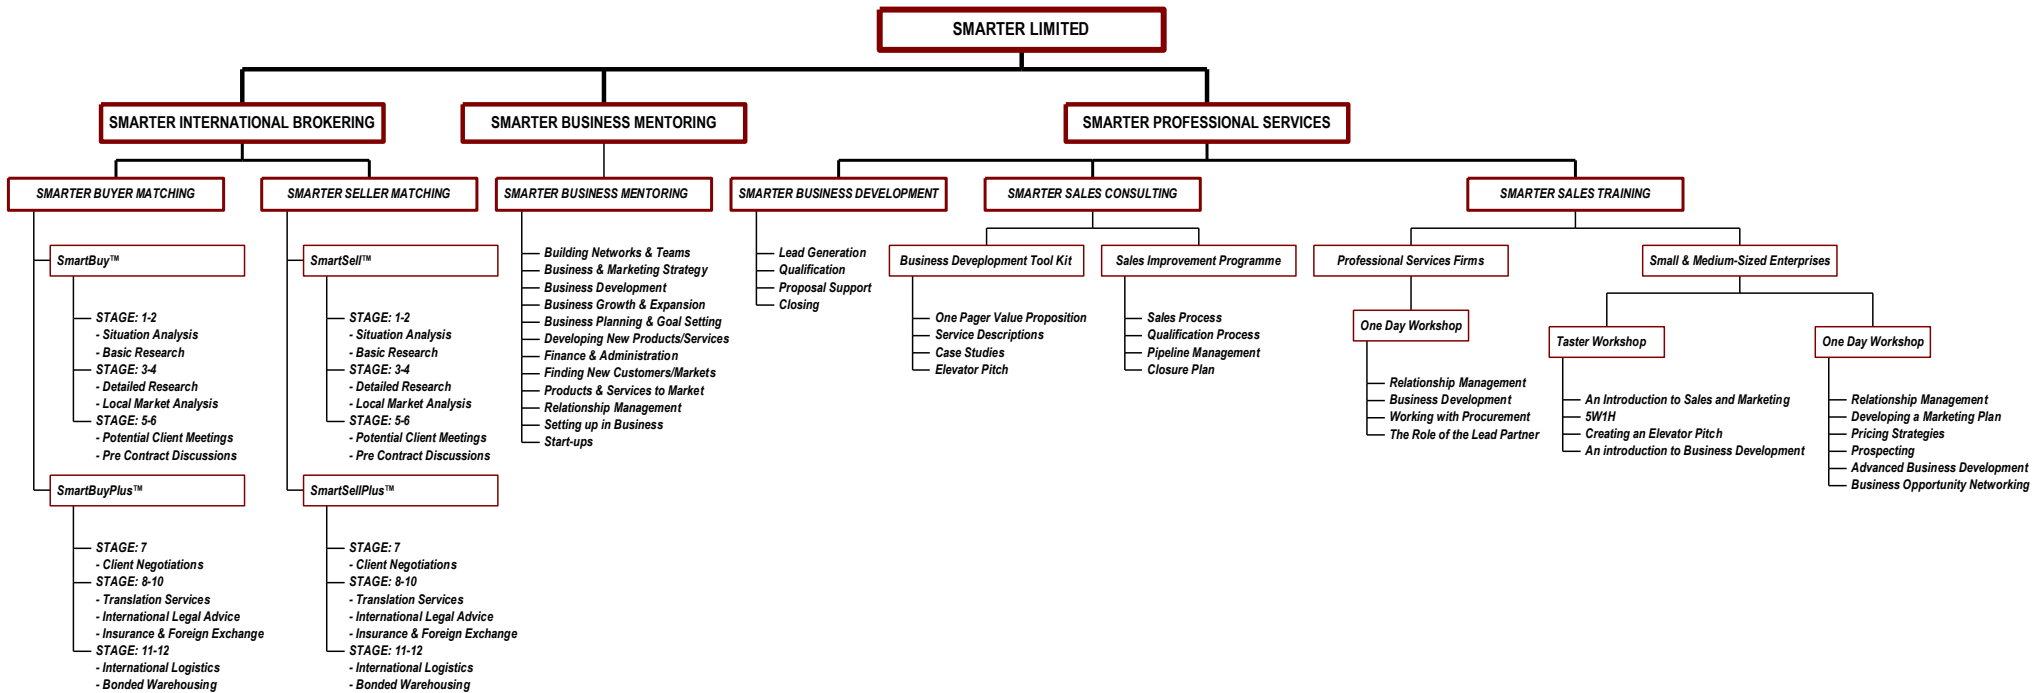 SMARTER LIMITED
SMARTER INTERNATIONAL BROKERING
SMARTER BUSINESS MENTORING
SMARTER PROFESSIONAL SERVICES
SMARTER BUYER MATCHING
SMARTER SELLER MATCHING
SMARTER BUSINESS MENTORING
SMARTER BUSINESS DEVELOPMENT
SMARTER SALES CONSULTING
SMARTER SALES TRAINING
SmartBuy™
STAGE: 1-2
- Situation Analysis
- Basic Research
STAGE: 3-4
- Detailed Research
- Local Market Analysis
STAGE: 5-6
- Potential Client Meetings
- Pre Contract Discussions
SmartBuyPlus™
STAGE: 7
- Client Negotiations
STAGE: 8-10
- Translation Services
- International Legal Advice
- Insurance & Foreign Exchange
STAGE: 11-12
- International Logistics
- Bonded Warehousing
SmartSell™
STAGE: 1-2
- Situation Analysis
- Basic Research
STAGE: 3-4
- Detailed Research
- Local Market Analysis
STAGE: 5-6
- Potential Client Meetings
- Pre Contract Discussions
SmartSellPlus™
STAGE: 7
- Client Negotiations
STAGE: 8-10
- Translation Services
- International Legal Advice
- Insurance & Foreign Exchange
STAGE: 11-12
- International Logistics
- Bonded Warehousing
Building Networks & Teams
Business & Marketing Strategy
Business Development
Business Growth & Expansion
Business Planning & Goal Setting
Developing New Products/Services
Finance & Administration
Finding New Customers/Markets
Products & Services to Market
Relationship Management
Setting up in Business
Start-ups
Lead Generation
Qualification
Proposal Support
Closing
Business Deveplopment Tool Kit
One Pager Value Proposition
Service Descriptions
Case Studies
Elevator Pitch
Sales Improvement Programme
Sales Process
Qualification Process
Pipeline Management
Closure Plan
Professional Services Firms
One Day Workshop
Relationship Management
Business Development
Working with Procurement
The Role of the Lead Partner
Small & Medium-Sized Enterprises
Taster Workshop
An Introduction to Sales and Marketing
5W1H
Creating an Elevator Pitch
An introduction to Business Development
One Day Workshop
Relationship Management
Developing a Marketing Plan
Pricing Strategies
Prospecting
Advanced Business Development
Business Opportunity Networking